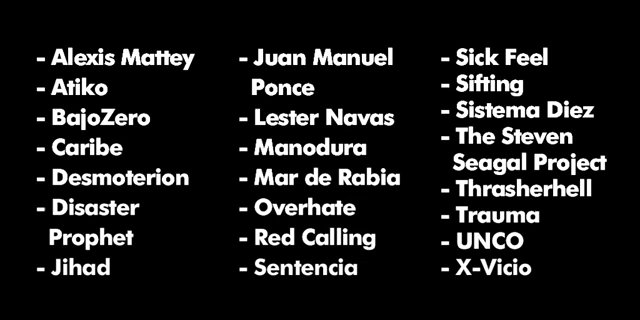 - Alexis Mattey
- Atiko
- BajoZero
- Caribe
- Desmoterion
- Disaster
Prophet
- Jihad
- Juan Manuel
Ponce
- Lester Navas
- Manodura
- Mar de Rabia
- Overhate
- Red Calling
- Sentencia
- Sick Feel
- Sifting
- Sistema Diez
- The Steven
Seagal Project
- Thrasherhell
- Trauma
- UNCO
- X-Vicio